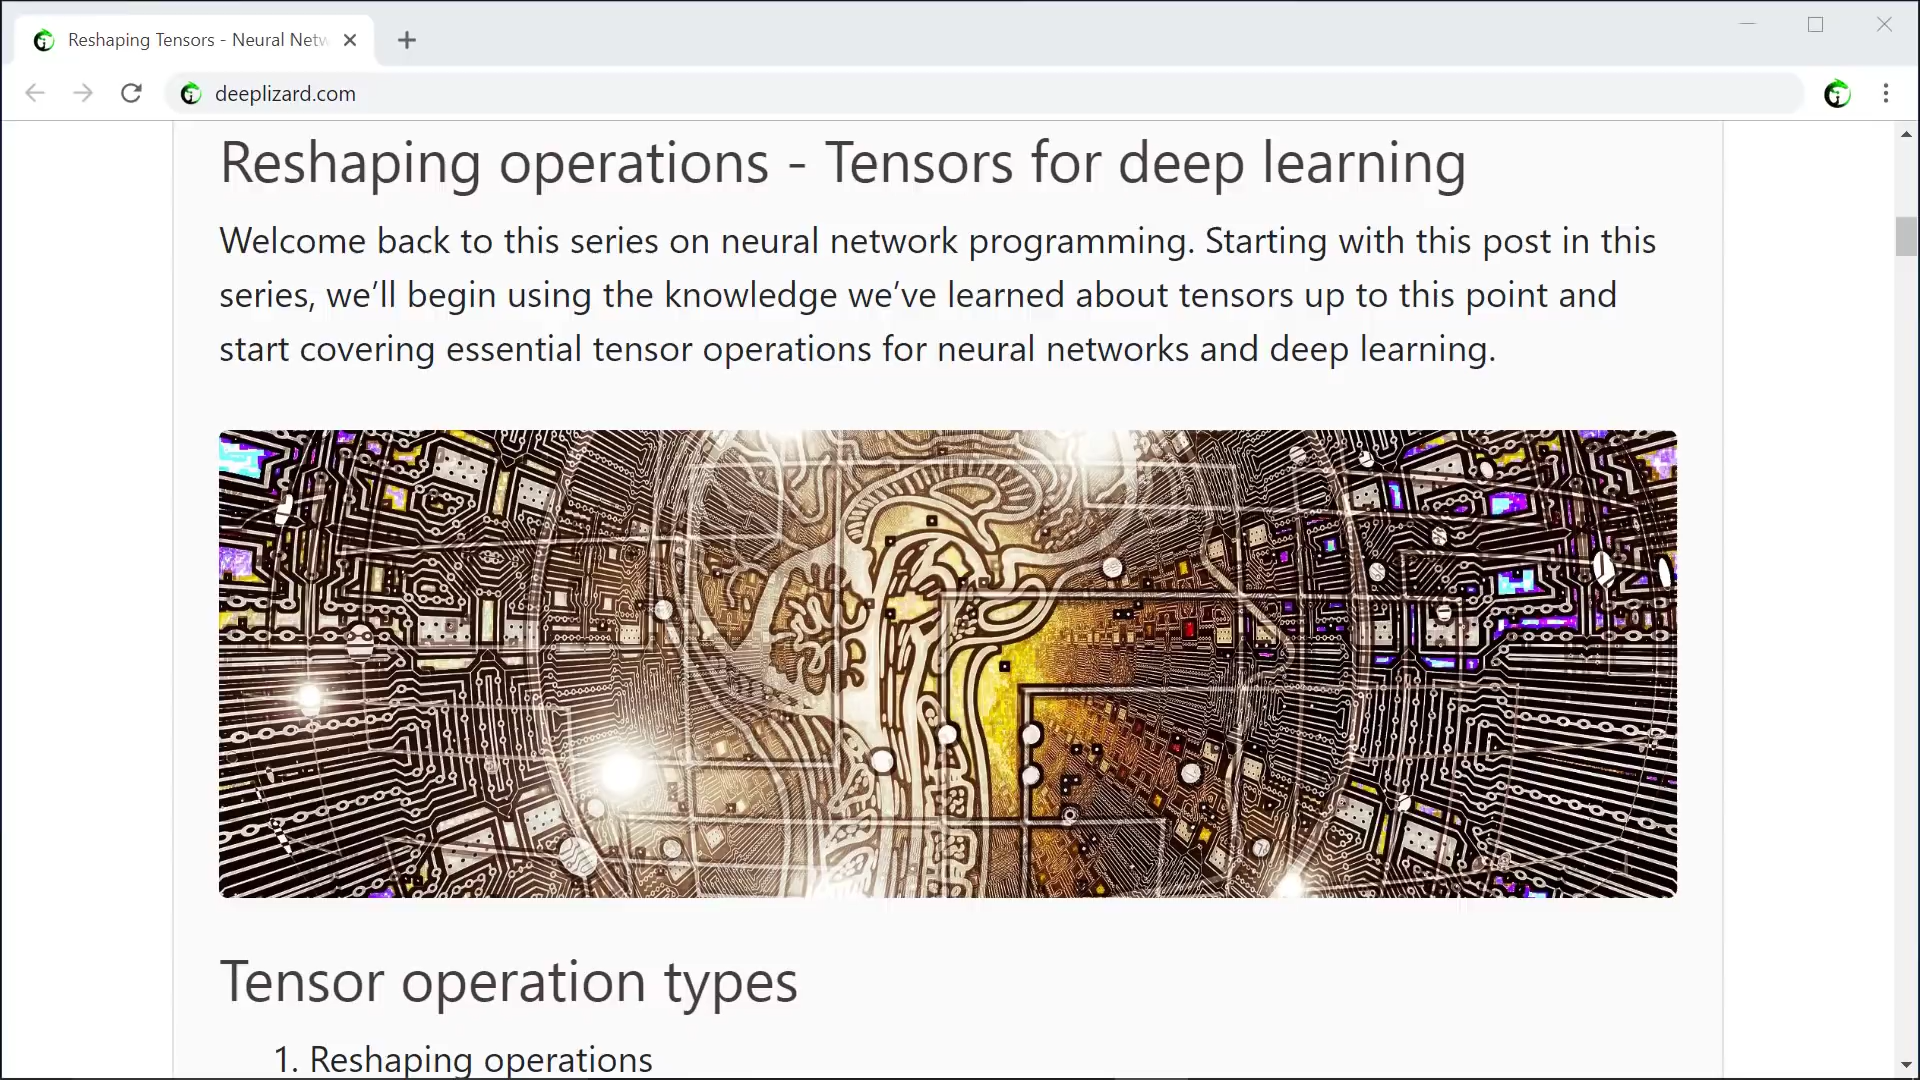 Reshaping Tensors - Neural Netw
deeplizard.com
Reshaping operations - Tensors for deep learning
Welcome back to this series on neural network programming. Starting with this post in this
series, we’ll begin using the knowledge we’ve learned about tensors up to this point and
start covering essential tensor operations for neural networks and deep learning.
Tensor operation types
1. Reshaping operations